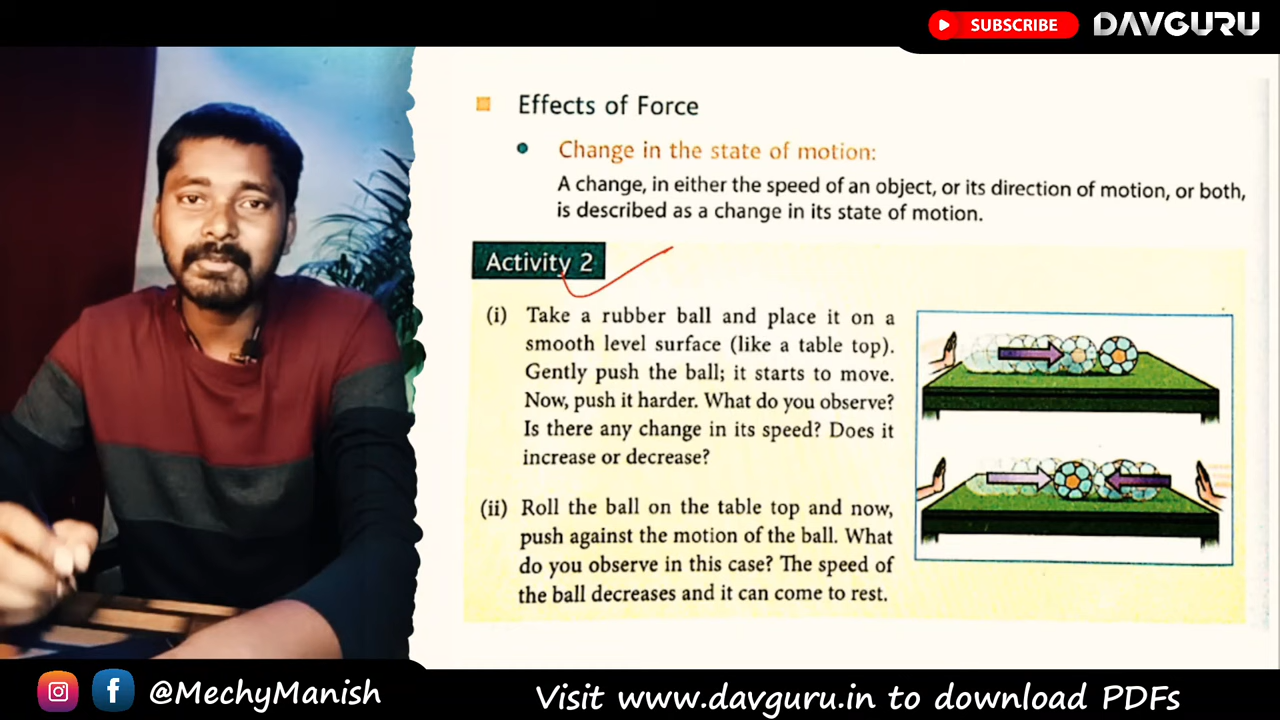 SUBSCRIBE DAVGURU
Effects of Force
Change in the state of motion:
A change, in either the speed of an object, or its direction of motion, or both,
is described as a change in its state of motion.
Activity 2
(i) Take a rubber ball and place it on a
smooth level surface (like a table top).
Gently push the ball; it starts to move.
Now, push it harder. What do you observe?
Is there any change in its speed? Does it
increase or decrease?
(ii) Roll the ball on the table top and now,
push against the motion of the ball. What
do you observe in this case? The speed of
the ball decreases and it can come to rest.
@MechyManish
Visit www.davguru.in to download PDFs